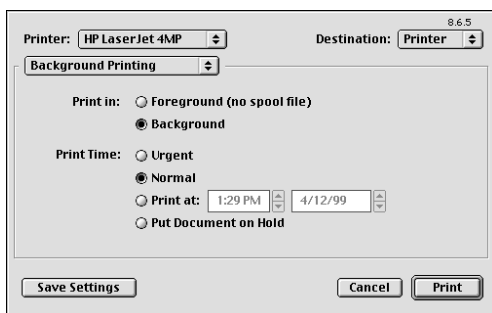 8.6.5
Printer: HP LaserJet 4MP Destination: Printer
Background Printing
Print in: Foreground (no spool file)
Background
Print Time: Urgent
Normal
Print at: 1:29 PM 4/12/99
Put Document on Hold
Save Settings Cancel Print